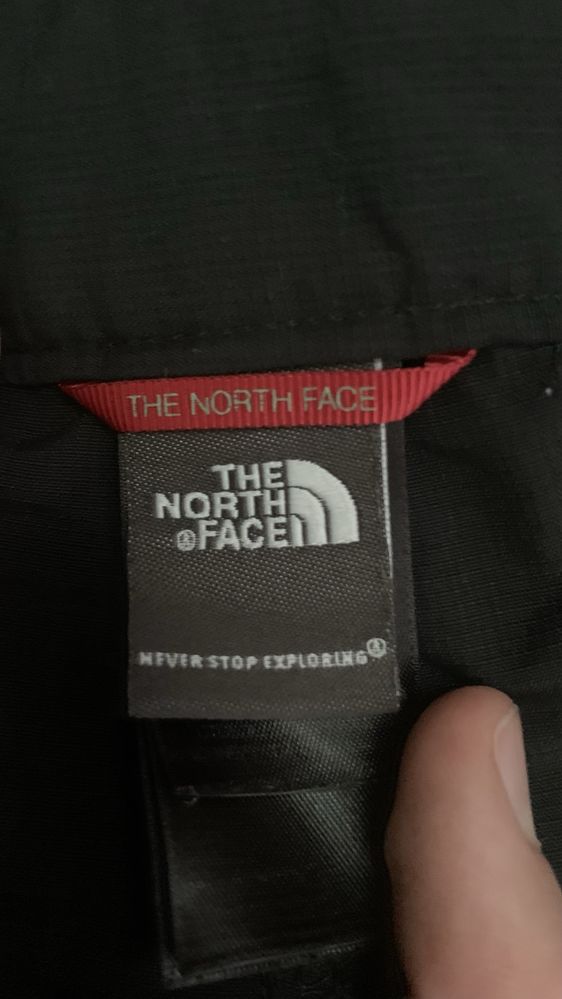 THE NORTH FACE
THE
NORTH
®FACE
NEVER STOP EXPLORING®